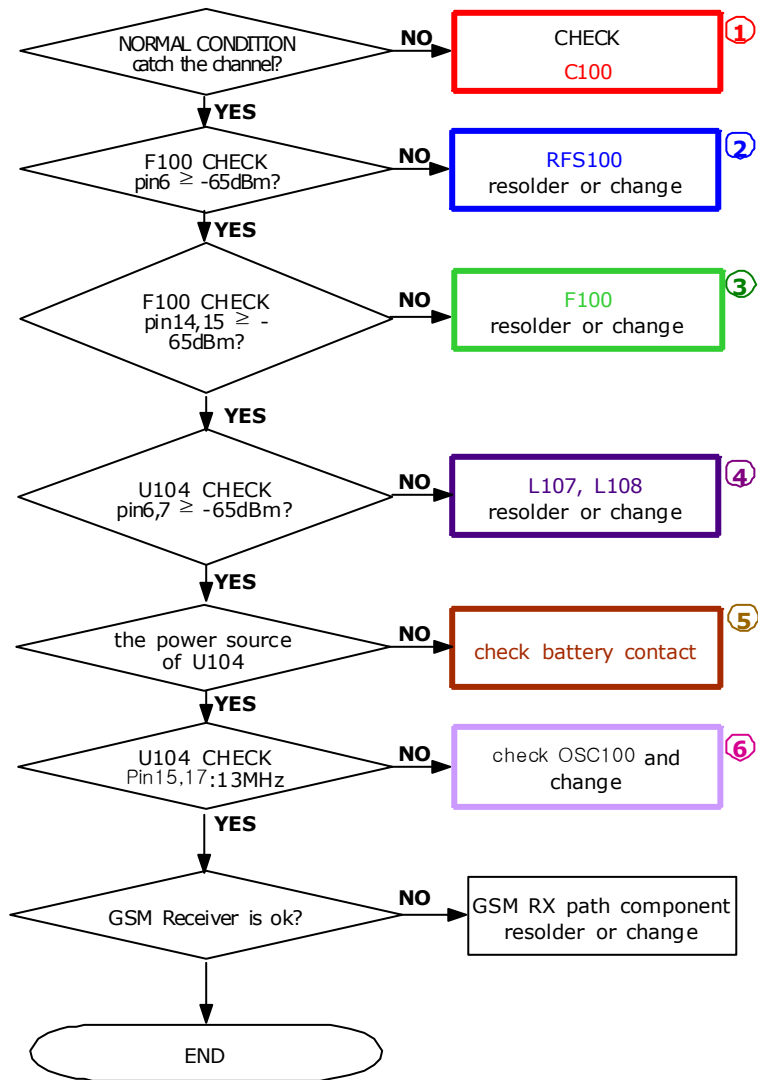 NORMAL CONDITION
catch the channel?
NO
CHECK
C100
1
YES
F100 CHECK
pin6 ≥ -65dBm?
NO
RFS100
resolder or change
2
YES
F100 CHECK
pin14,15 ≥ -
65dBm?
NO
F100
resolder or change
3
YES
U104 CHECK
pin6,7 ≥ -65dBm?
NO
L107, L108
resolder or change
4
YES
the power source
of U104
NO
check battery contact
5
YES
U104 CHECK
Pin15,17:13MHz
NO
check OSC100 and
change
6
YES
GSM Receiver is ok?
NO
GSM RX path component
resolder or change
END